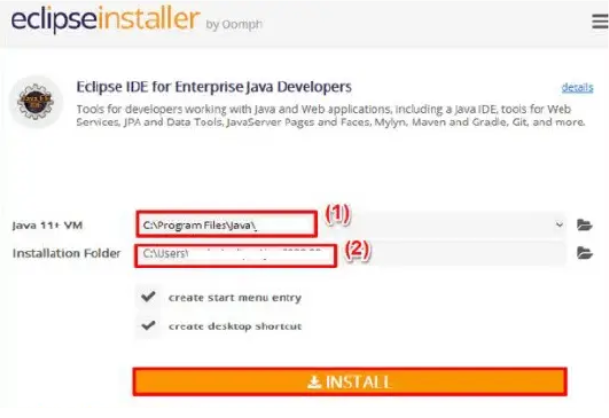 eclipseinstaller by Oomph
Eclipse IDE for Enterprise Java Developers
details
Tools for developers working with Java and Web applications, including a Java IDE, tools for Web
Services, JPA and Data Tools, JavaServer Pages and Faces, Mylyn, Maven and Gradle, Git, and more.
(1)
Java 11+ VM C:\Program Files\Java\
(2)
Installation Folder C:\Users\
create start menu entry
create desktop shortcut
INSTALL